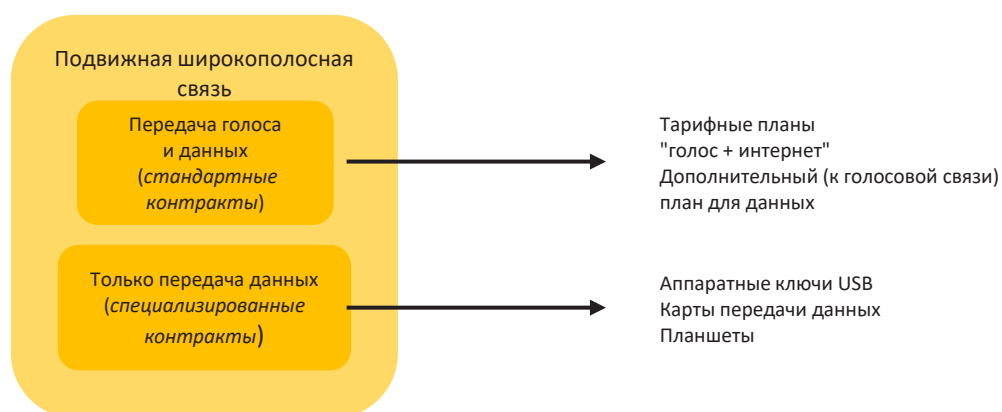 Подвижная широкополосная
связь
Передача голоса
и данных
(стандартные
контракты)
Тарифные планы
"голос + интернет"
Дополнительный (к голосовой связи)
план для данных
Только передача данных
(специализированные
контракты)
Аппаратные ключи USB
Карты передачи данных
Планшеты